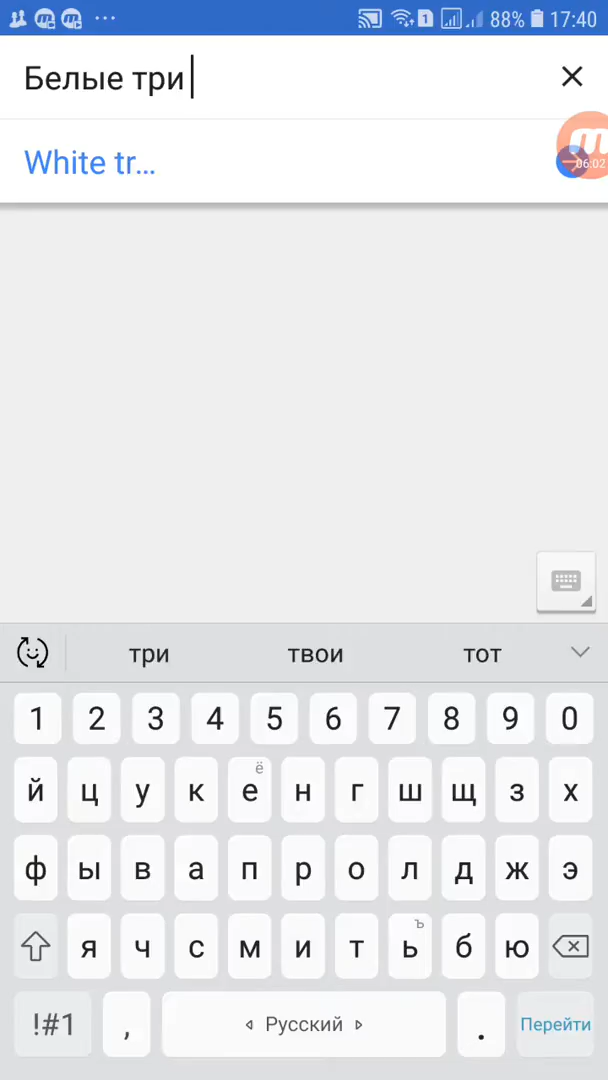 88% 17:40
Белые три
White tr...
06:02
три твои тот
1 2 3 4 5 6 7 8 9 0
ё
й ц у к е н г ш щ з х
ф ы в а п р о л д ж э
ъ
я ч с м и т ь б ю
!#1 , Русский . Перейти